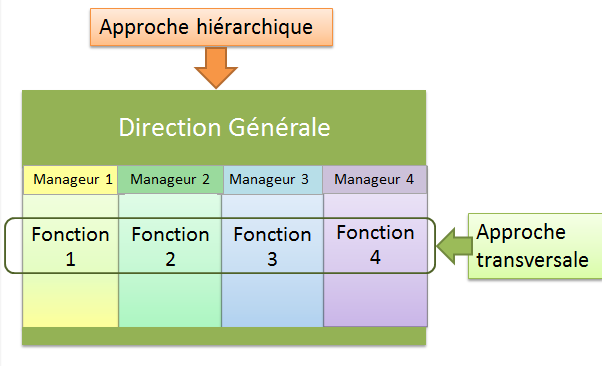 Approche hiérarchique
Direction Générale
Manageur 1
Manageur 2
Manageur 3
Manageur 4
Fonction
1
Fonction
2
Fonction
3
Fonction
4
Approche
transversale